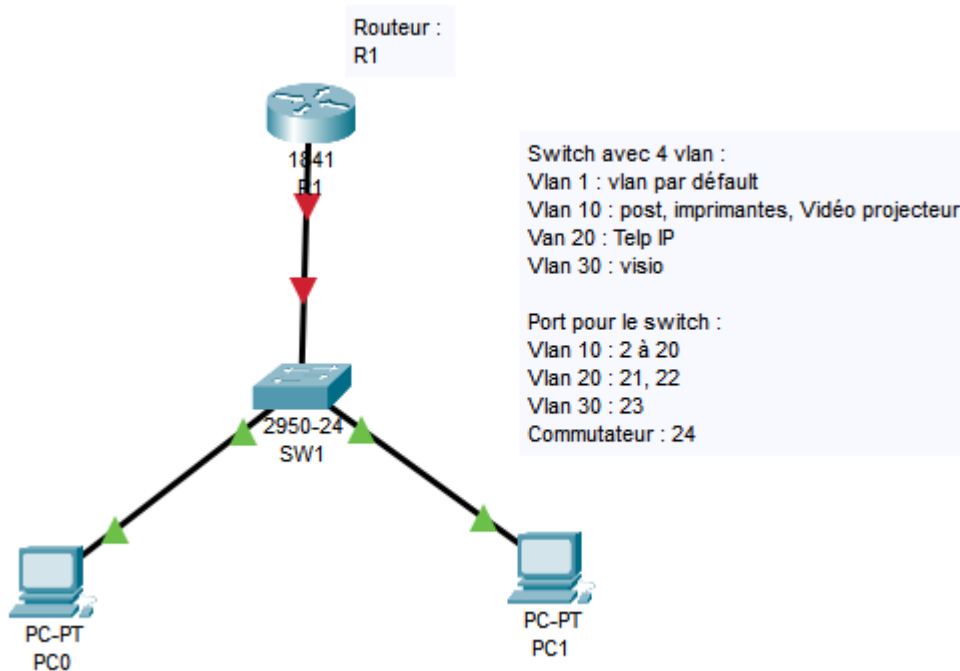 Routeur :
R1
1841
R1
Switch avec 4 vlan :
Vlan 1 : vlan par défault
Vlan 10 : post, imprimantes, Vidéo projecteur
Van 20 : Telp IP
Vlan 30 : visio
Port pour le switch :
Vlan 10 : 2 à 20
Vlan 20 : 21, 22
Vlan 30 : 23
Commutateur : 24
2950-24
SW1
PC-PT
PC0
PC-PT
PC1